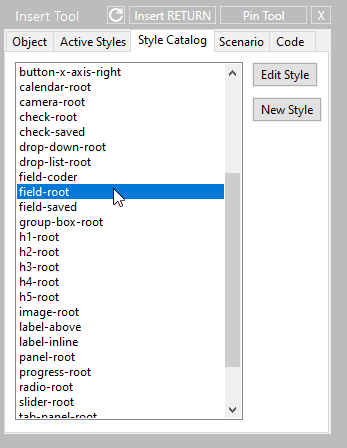 Insert Tool Insert RETURN Pin Tool X
Object Active Styles Style Catalog Scenario Code
button-x-axis-right
calendar-root
camera-root
check-root
check-saved
drop-down-root
drop-list-root
field-coder
field-root
field-saved
group-box-root
h1-root
h2-root
h3-root
h4-root
h5-root
image-root
label-above
label-inline
panel-root
progress-root
radio-root
slider-root
tab-panel-root
Edit Style
New Style